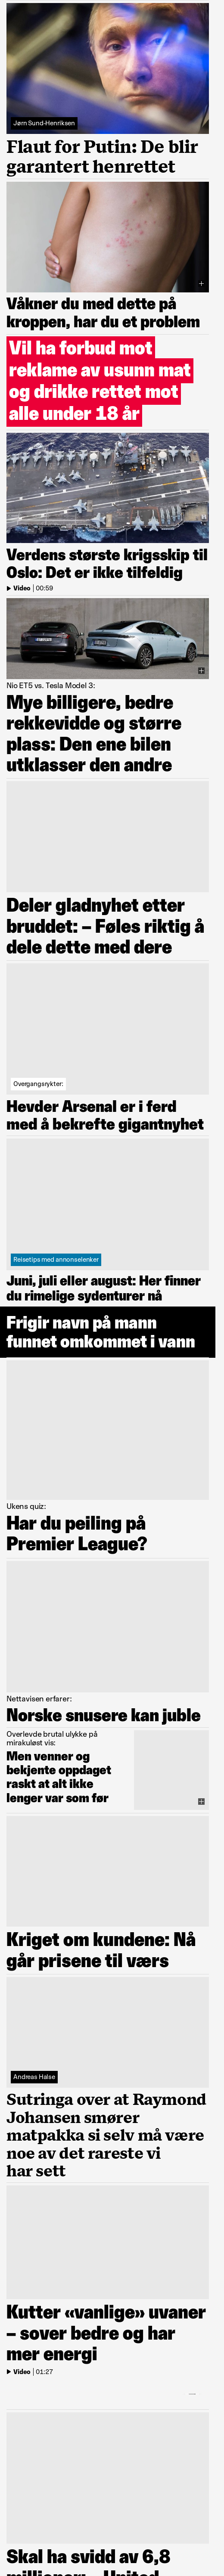 Jørn Sund-Henriksen
Flaut for Putin: De blir
garantert henrettet
Våkner du med dette på
kroppen, har du et problem
Vil ha forbud mot
reklame av usunn mat
og drikke rettet mot
alle under 18 år
Verdens største krigsskip til
Oslo: Det er ikke tilfeldig
Video | 00:59
Nio ET5 vs. Tesla Model 3:
Mye billigere, bedre
rekkevidde og større
plass: Den ene bilen
utklasser den andre
Deler gladnyhet etter
bruddet: – Føles riktig å
dele dette med dere
Overgangsrykter:
Hevder Arsenal er i ferd
med å bekrefte gigantnyhet
Reisetips med annonselenker
Juni, juli eller august: Her finner
du rimelige sydenturer nå
Frigir navn på mann
funnet omkommet i vann
Ukens quiz:
Har du peiling på
Premier League?
Nettavisen erfarer:
Norske snusere kan juble
Overlevde brutal ulykke på
mirakuløst vis:
Men venner og
bekjente oppdaget
raskt at alt ikke
lenger var som før
Kriget om kundene: Nå
går prisene til værs
Andreas Halse
Sutringa over at Raymond
Johansen smører
matpakka si selv må være
noe av det rareste vi
har sett
Kutter «vanlige» uvaner
– sover bedre og har
mer energi
Video | 01:27
Skal ha svidd av 6,8
millioner: – United